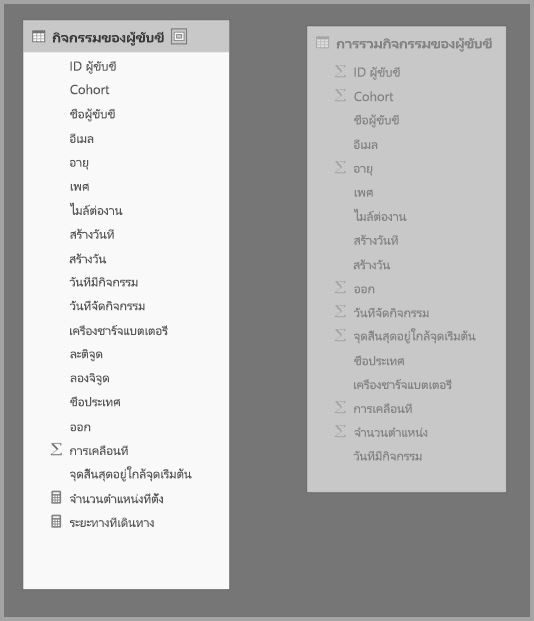 กิจกรรมของผู้ขับขี่
ID ผู้ขับขี่
Cohort
ชื่อผู้ขับขี่
อีเมล
อายุ
เพศ
ไมล์ต่องาน
สร้างวันที่
สร้างวัน
วันที่มีกิจกรรม
วันที่จัดกิจกรรม
เครื่องชาร์จแบตเตอรี่
ละติจูด
ลองจิจูด
ชื่อประเทศ
ออก
การเคลื่อนที่
จุดสิ้นสุดอยู่ใกล้จุดเริ่มต้น
จำนวนตำแหน่งที่ตั้ง
ระยะทางที่เดินทาง
การรวมกิจกรรมของผู้ขับขี่
ID ผู้ขับขี่
Cohort
ชื่อผู้ขับขี่
อีเมล
อายุ
เพศ
ไมล์ต่องาน
สร้างวันที่
สร้างวัน
ออก
วันที่จัดกิจกรรม
จุดสิ้นสุดอยู่ใกล้จุดเริ่มต้น
ชื่อประเทศ
เครื่องชาร์จแบตเตอรี่
การเคลื่อนที่
จำนวนตำแหน่ง
วันที่มีกิจกรรม